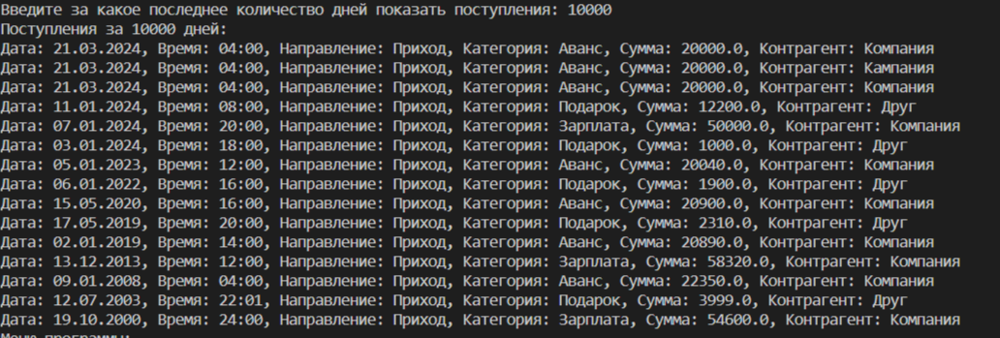 Введите за какое последнее количество дней показать поступления: 10000
Поступления за 10000 дней:
Дата: 21.03.2024, Время: 04:00, Направление: Приход, Категория: Аванс, Сумма: 20000.0, Контрагент: Компания
Дата: 21.03.2024, Время: 04:00, Направление: Приход, Категория: Аванс, Сумма: 20000.0, Контрагент: Кампания
Дата: 21.03.2024, Время: 04:00, Направление: Приход, Категория: Аванс, Сумма: 20000.0, Контрагент: Компания
Дата: 11.01.2024, Время: 08:00, Направление: Приход, Категория: Подарок, Сумма: 12200.0, Контрагент: Друг
Дата: 07.01.2024, Время: 20:00, Направление: Приход, Категория: Зарплата, Сумма: 50000.0, Контрагент: Компания
Дата: 03.01.2024, Время: 18:00, Направление: Приход, Категория: Подарок, Сумма: 1000.0, Контрагент: Друг
Дата: 05.01.2023, Время: 12:00, Направление: Приход, Категория: Аванс, Сумма: 20040.0, Контрагент: Компания
Дата: 06.01.2022, Время: 16:00, Направление: Приход, Категория: Подарок, Сумма: 1900.0, Контрагент: Друг
Дата: 15.05.2020, Время: 16:00, Направление: Приход, Категория: Аванс, Сумма: 20900.0, Контрагент: Компания
Дата: 17.05.2019, Время: 20:00, Направление: Приход, Категория: Подарок, Сумма: 2310.0, Контрагент: Друг
Дата: 02.01.2019, Время: 14:00, Направление: Приход, Категория: Аванс, Сумма: 20890.0, Контрагент: Компания
Дата: 13.12.2013, Время: 12:00, Направление: Приход, Категория: Зарплата, Сумма: 58320.0, Контрагент: Компания
Дата: 09.01.2008, Время: 04:00, Направление: Приход, Категория: Аванс, Сумма: 22350.0, Контрагент: Компания
Дата: 12.07.2003, Время: 22:01, Направление: Приход, Категория: Подарок, Сумма: 3999.0, Контрагент: Друг
Дата: 19.10.2000, Время: 24:00, Направление: Приход, Категория: Зарплата, Сумма: 54600.0, Контрагент: Компания
Меню программы: